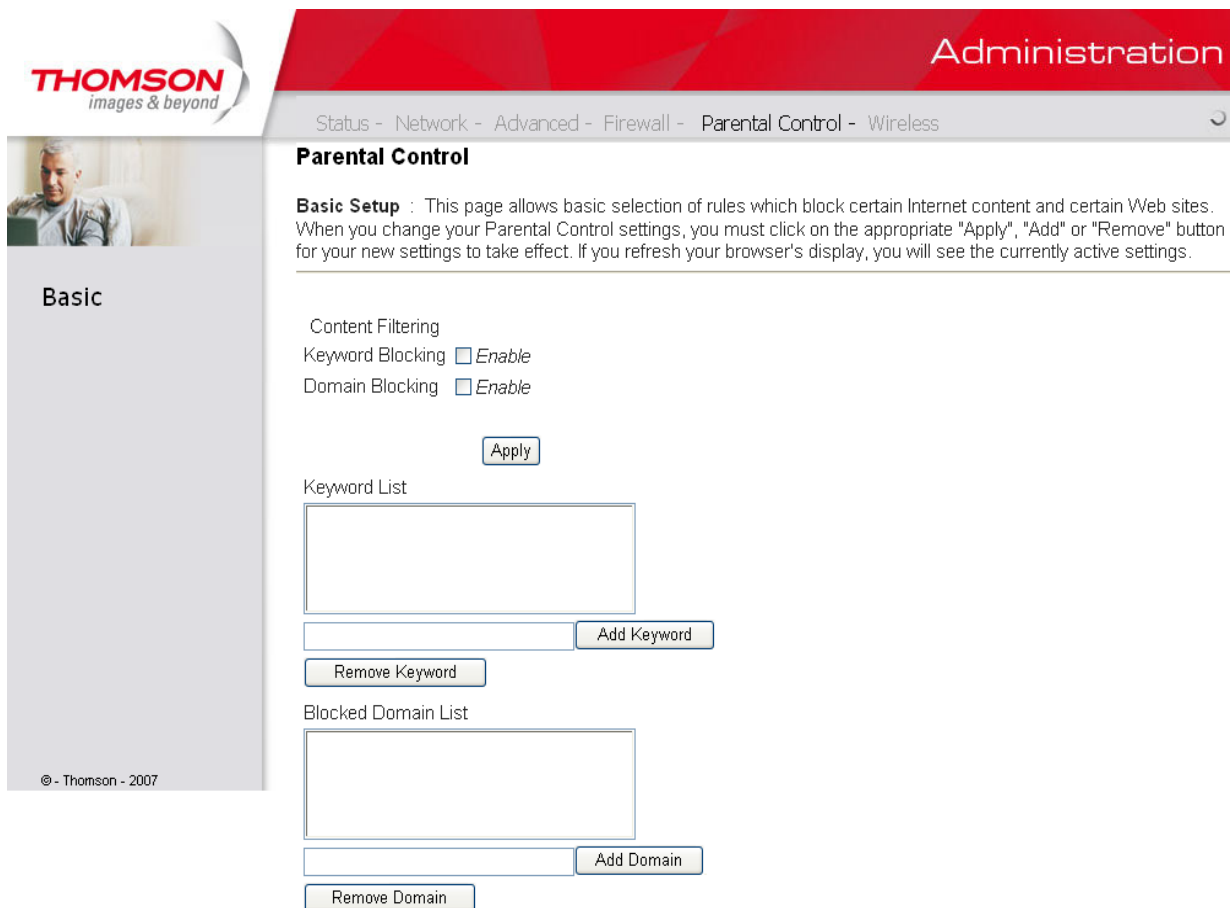 THOMSON
images & beyond
Administration
Status - Network - Advanced - Firewall - Parental Control - Wireless
Parental Control
Basic Setup : This page allows basic selection of rules which block certain Internet content and certain Web sites.
When you change your Parental Control settings, you must click on the appropriate "Apply", "Add" or "Remove" button
for your new settings to take effect. If you refresh your browser's display, you will see the currently active settings.
Basic
Content Filtering
Keyword Blocking Enable
Domain Blocking Enable
Apply
Keyword List
Add Keyword
Remove Keyword
Blocked Domain List
Add Domain
Remove Domain
© - Thomson - 2007